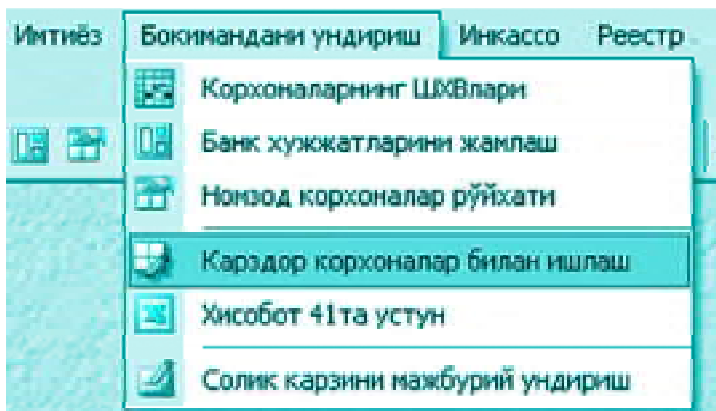 Имтиёз Бокимандани ундириш Инкассо Реестр
Корхоналарнинг ШХВлари
Банк хужжатларини жамлаш
Номзод корхоналар рўйхати
Карздор корхоналар билан ишлаш
Хисобот 41та устун
Солик карзини мажбурий ундириш